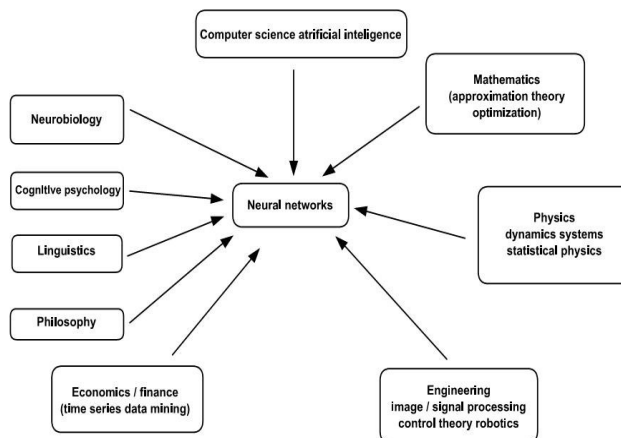 Computer science atrificial inteligence
Mathematics
(approximation theory
optimization)
Neurobiology
Cognitive psychology
Neural networks
Linguistics
Physics
dynamics systems
statistical physics
Philosophy
Economics / finance
(time series data mining)
Engineering
image / signal processing
control theory robotics